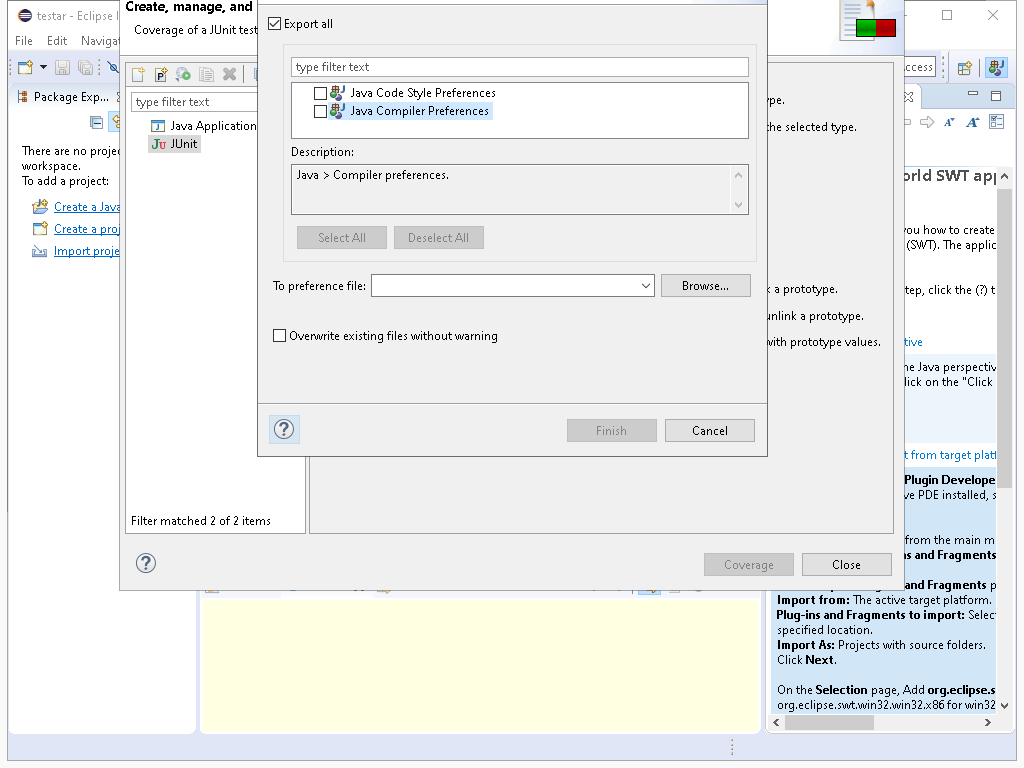 testar - Eclipse I
Create, manage, and
Coverage of a JUnit test
File Edit Naviga
Export all
type filter text
Java Code Style Preferences
Java Compiler Preferences
Description:
Java > Compiler preferences.
Select All Deselect All
To preference file: Browse...
Overwrite existing files without warning
Finish Cancel
type filter text
Java Application
JUnit
Filter matched 2 of 2 items
ype.
he selected type.
k a prototype.
unlink a prototype.
with prototype values.
Coverage Close
Package Exp...
There are no proje
workspace.
To add a project:
Create a Java
Create a proj
Import proje
ccess
orld SWT app
you how to create
(SWT). The applic
tep, click the (?) t
tive
he Java perspectiv
lick on the "Click
t from target platf
Plugin Develope
ve PDE installed, s
from the main m
ns and Fragments
and Fragments p
Import from: The active target platform.
Plug-ins and Fragments to import: Selec
specified location.
Import As: Projects with source folders.
Click Next.
On the Selection page, Add org.eclipse.s
org.eclipse.swt.win32.win32.x86 for win32